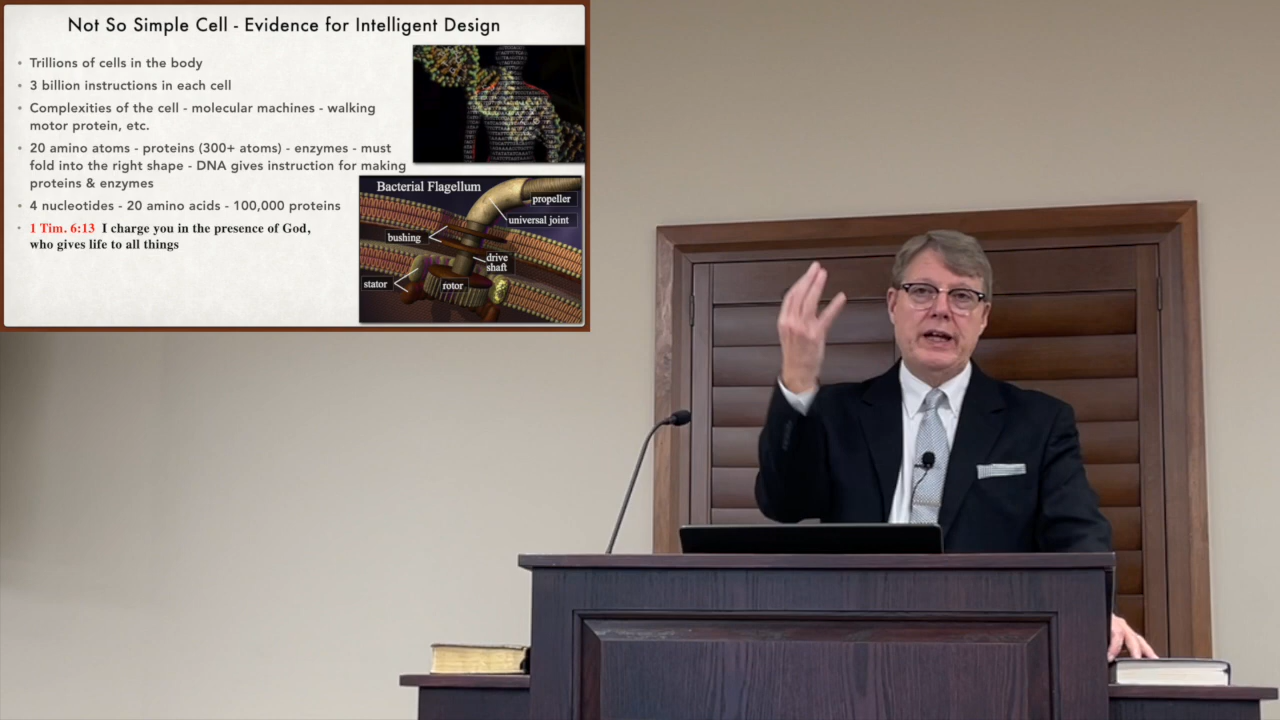 Not So Simple Cell - Evidence for Intelligent Design
• Trillions of cells in the body
• 3 billion instructions in each cell
• Complexities of the cell - molecular machines - walking
motor protein, etc.
• 20 amino atoms - proteins (300+ atoms) - enzymes - must
fold into the right shape - DNA gives instruction for making
proteins & enzymes
• 4 nucleotides - 20 amino acids - 100,000 proteins
• 1 Tim. 6:13 I charge you in the presence of God,
who gives life to all things
Bacterial Flagellum
propeller
universal joint
bushing
drive
shaft
stator
rotor